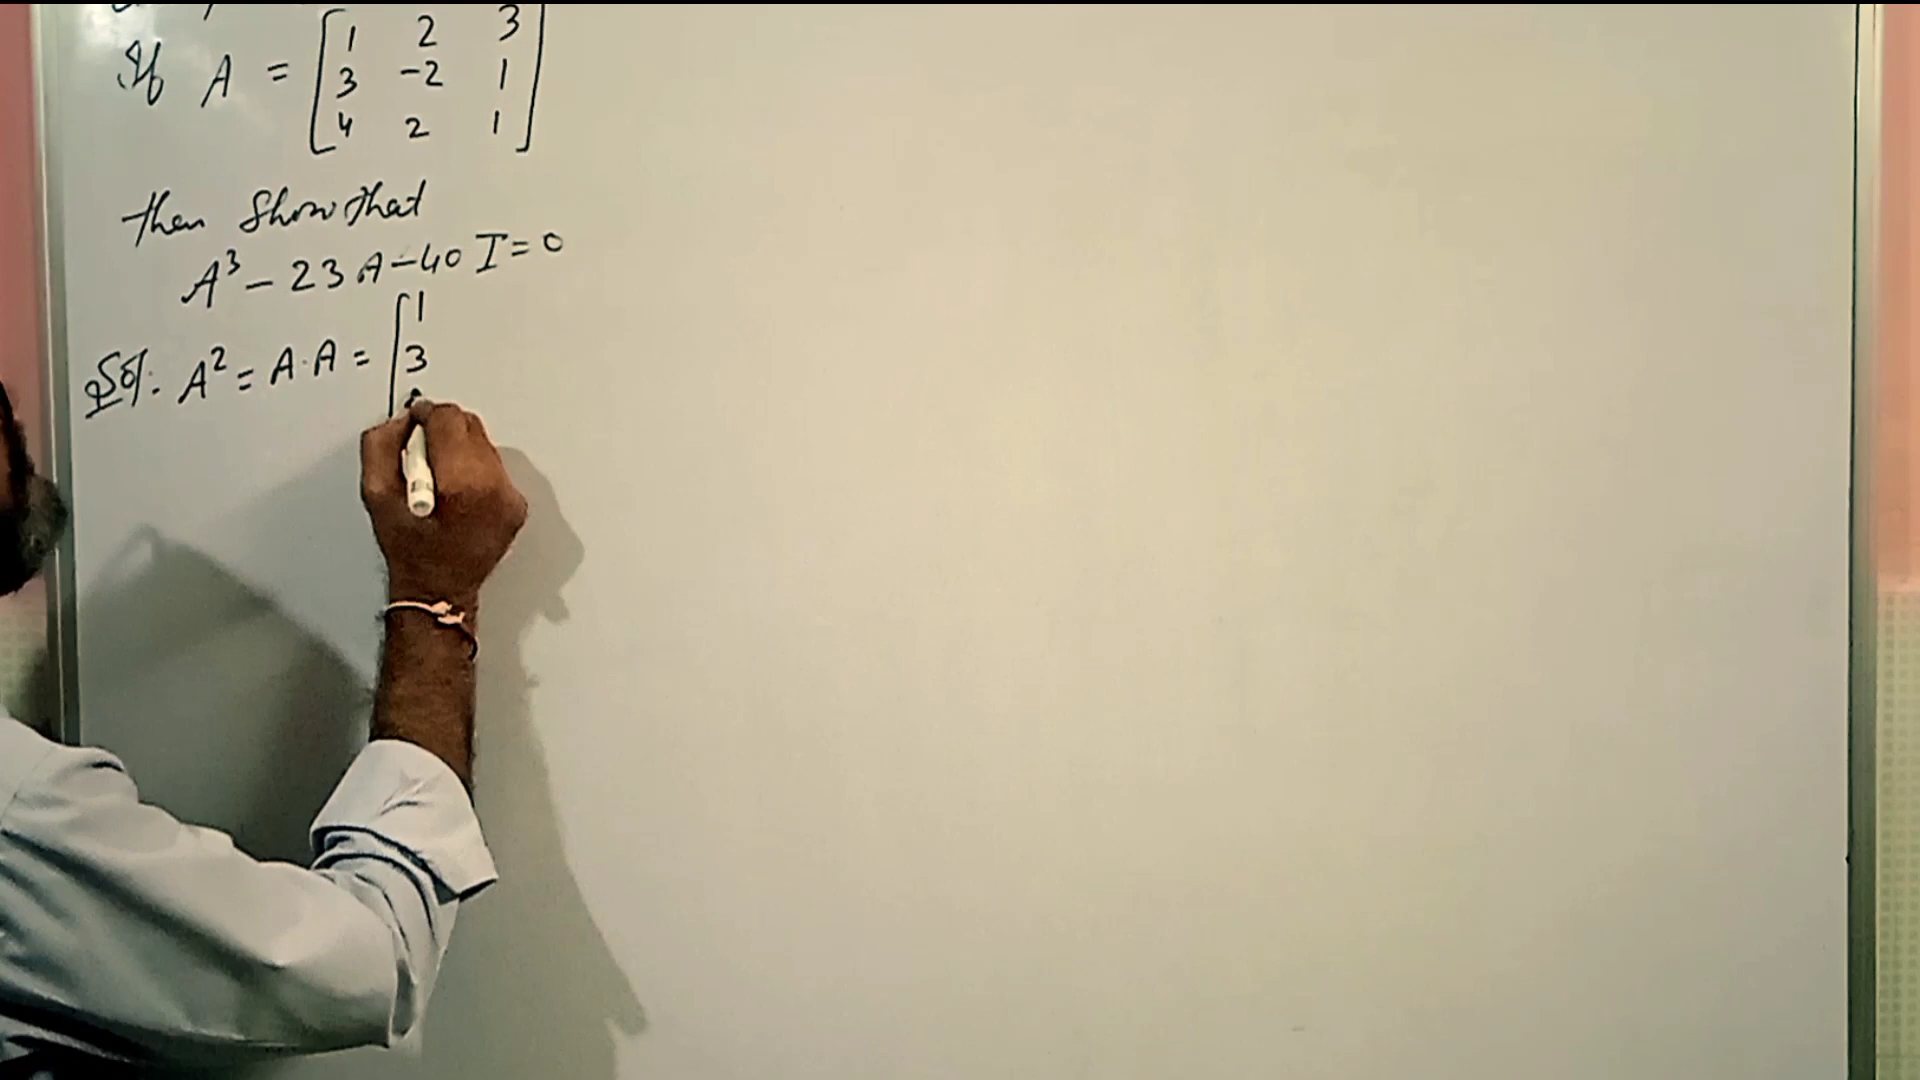 If A = [1 2 3
3 -2 1
4 2 1]
then Show that
A³ - 23A - 40I = 0
Sol. A² = A·A = [1
3